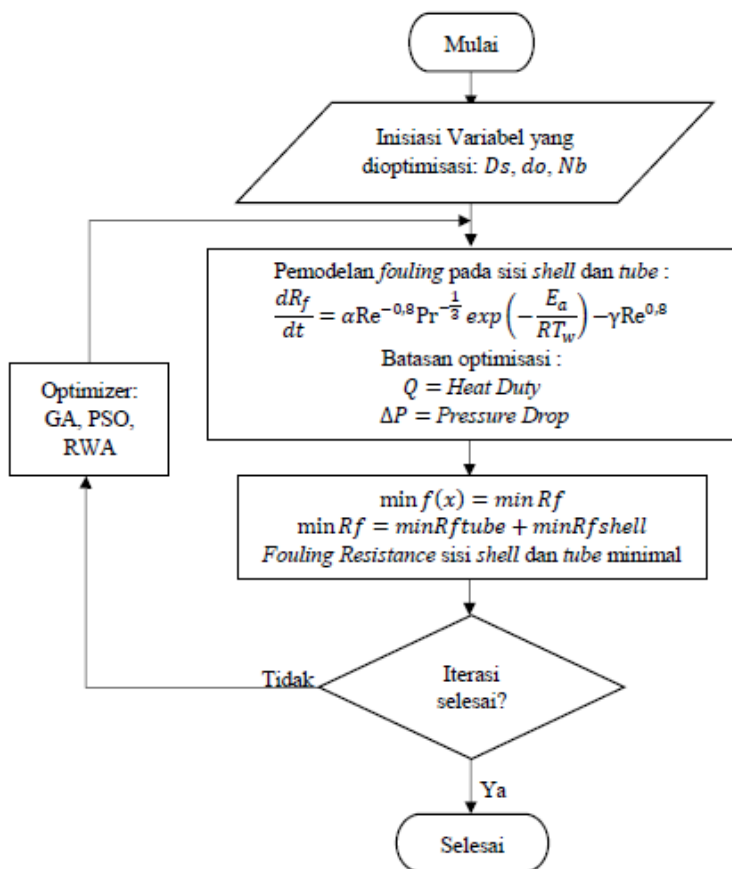 Mulai
Inisiasi Variabel yang
dioptimisasi: Ds, do, Nb
Pemodelan fouling pada sisi shell dan tube :
dR_f/dt = αRe^{-0,8}Pr^{-1/3} exp(-E_a/RT_w) -γRe^{0,8}
Batasan optimisasi :
Q = Heat Duty
ΔP = Pressure Drop
Optimizer:
GA, PSO,
RWA
min f(x) = min Rf
min Rf = minRftube + minRfshell
Fouling Resistance sisi shell dan tube minimal
Iterasi
selesai?
Tidak
Ya
Selesai